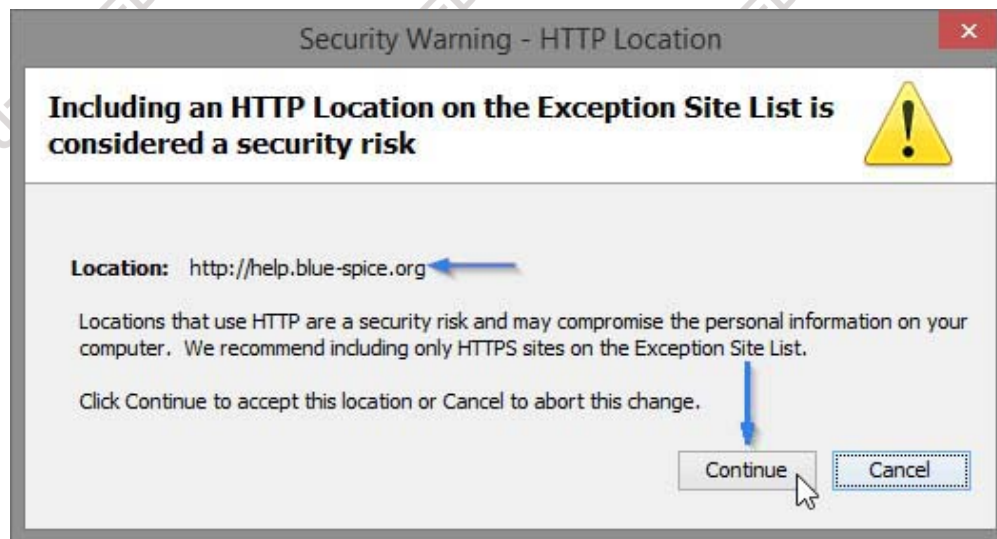 Security Warning - HTTP Location
Including an HTTP Location on the Exception Site List is
considered a security risk
Location: http://help.blue-spice.org
Locations that use HTTP are a security risk and may compromise the personal information on your
computer. We recommend including only HTTPS sites on the Exception Site List.
Click Continue to accept this location or Cancel to abort this change.
Continue Cancel